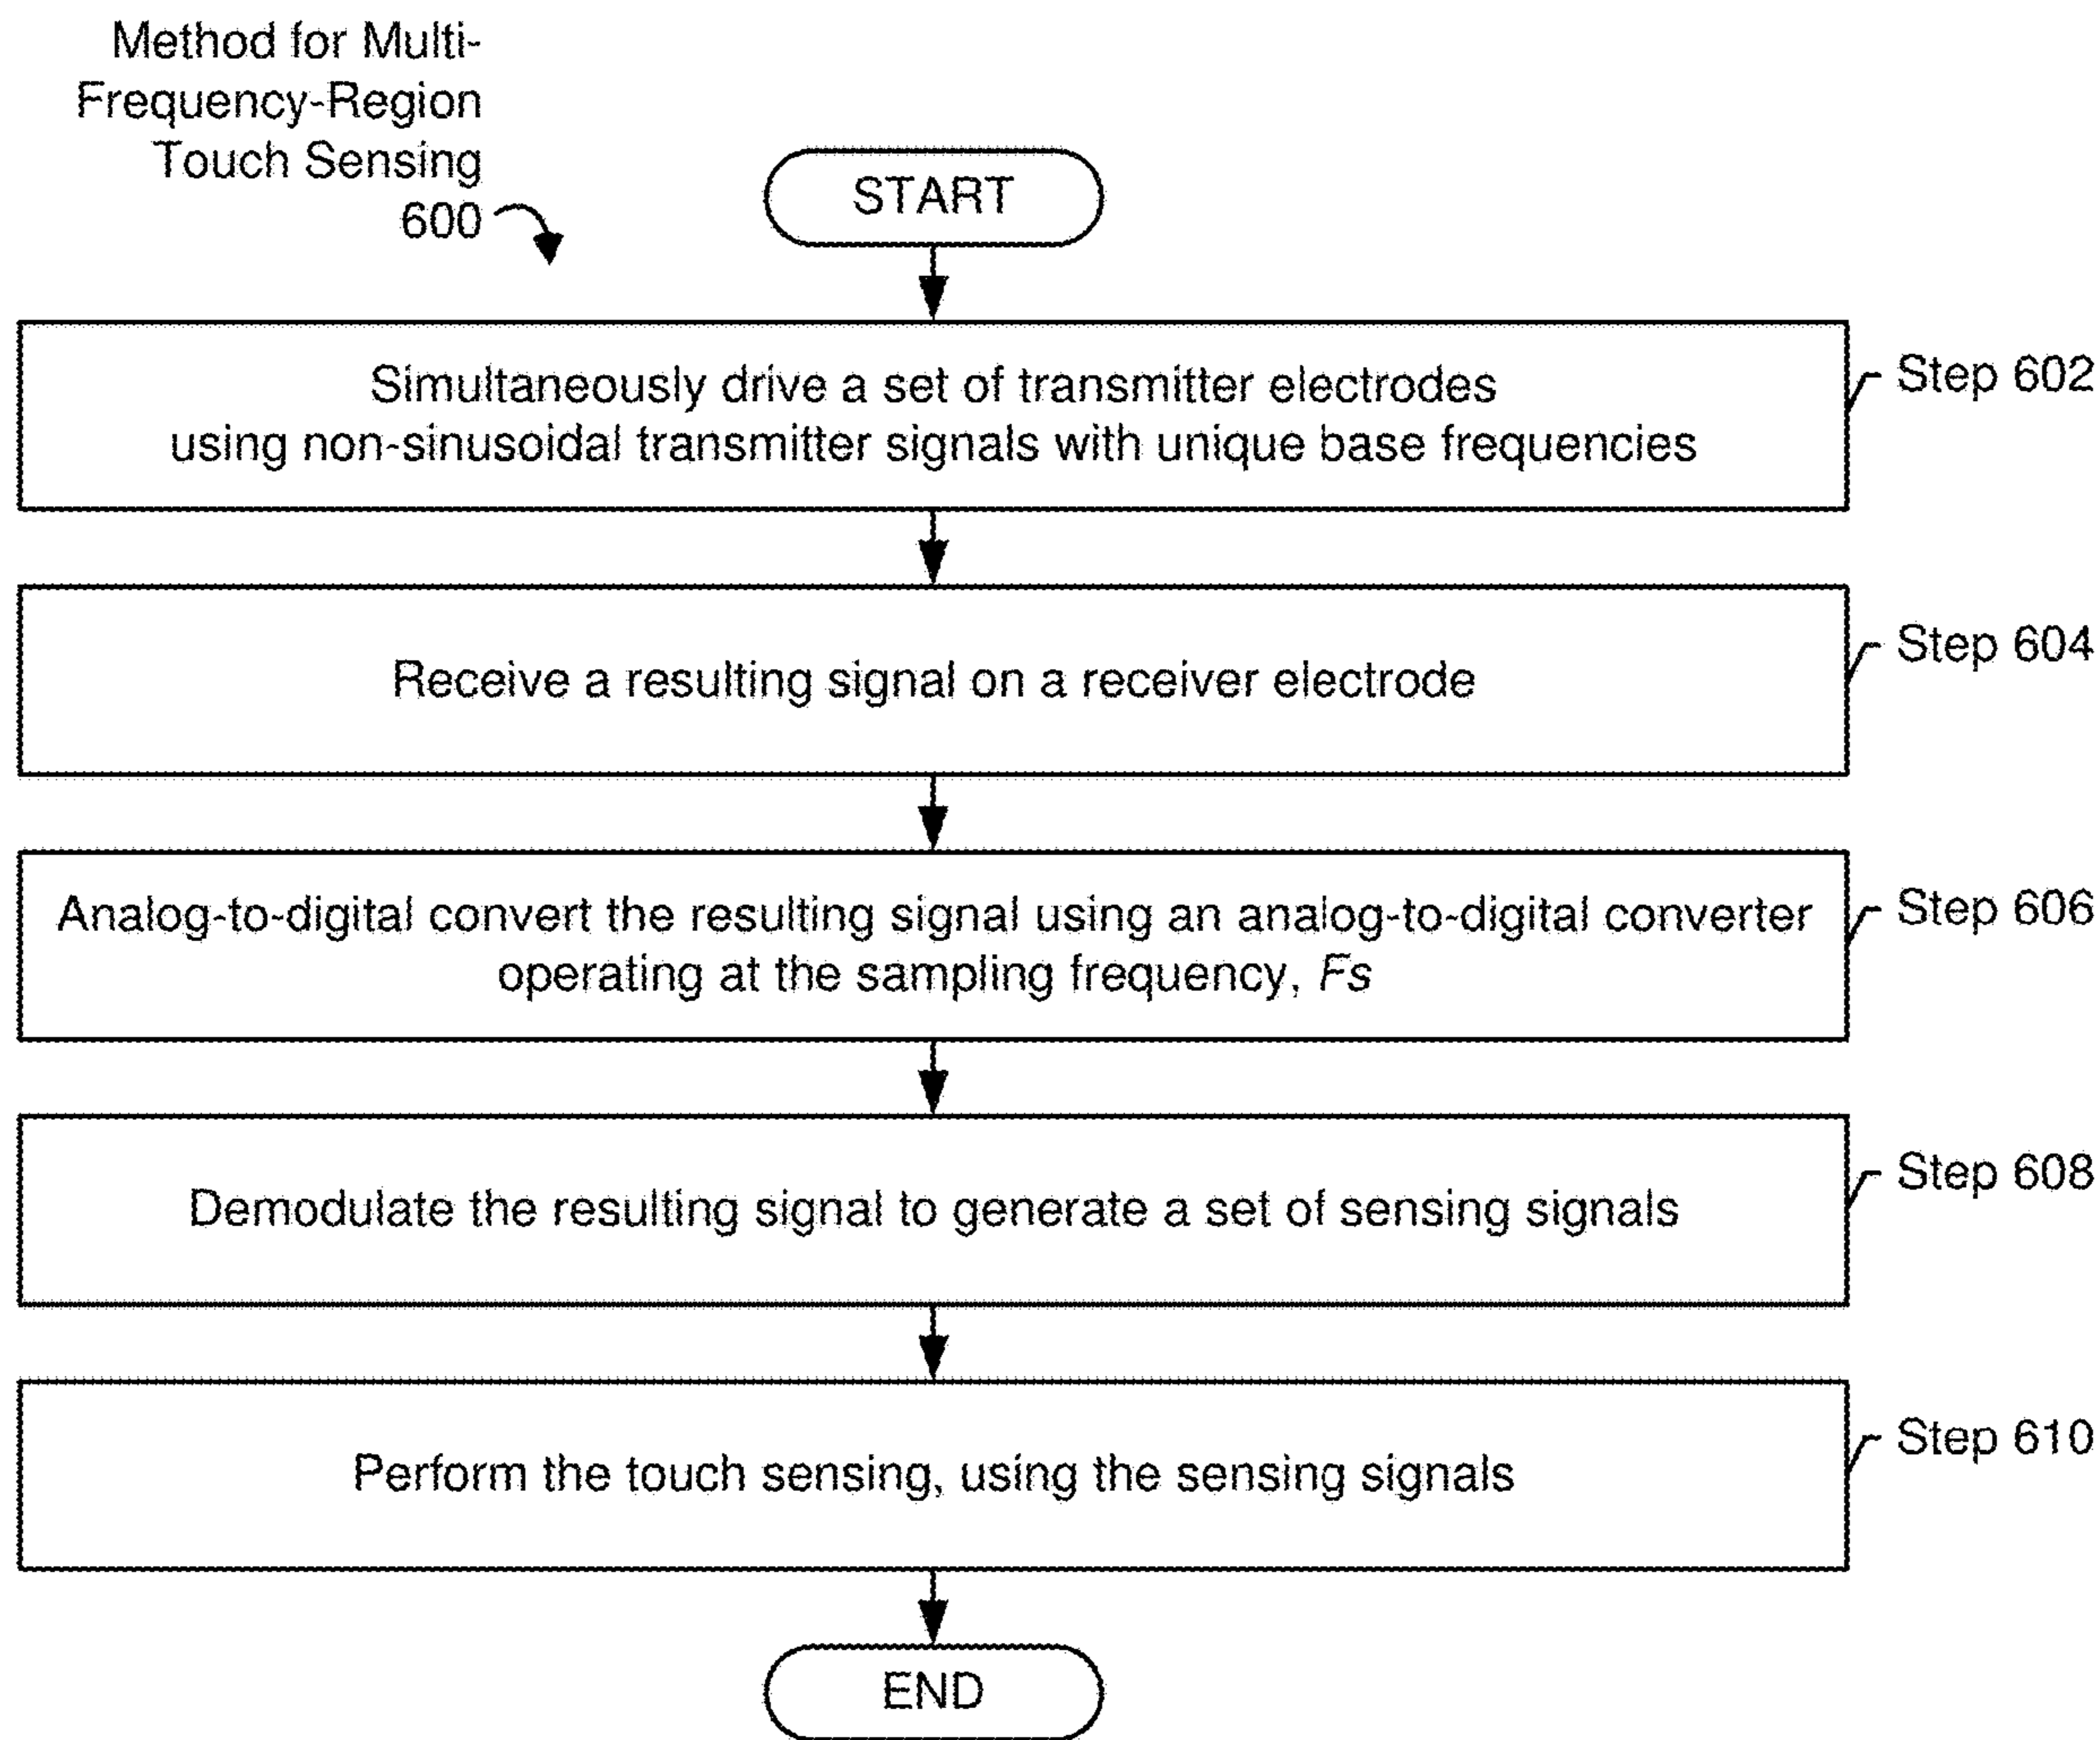 Method for Multi-
Frequency-Region
Touch Sensing
600
START
Simultaneously drive a set of transmitter electrodes
using non-sinusoidal transmitter signals with unique base frequencies
Step 602
Receive a resulting signal on a receiver electrode
Step 604
Analog-to-digital convert the resulting signal using an analog-to-digital converter
operating at the sampling frequency, Fs
Step 606
Demodulate the resulting signal to generate a set of sensing signals
Step 608
Perform the touch sensing, using the sensing signals
Step 610
END